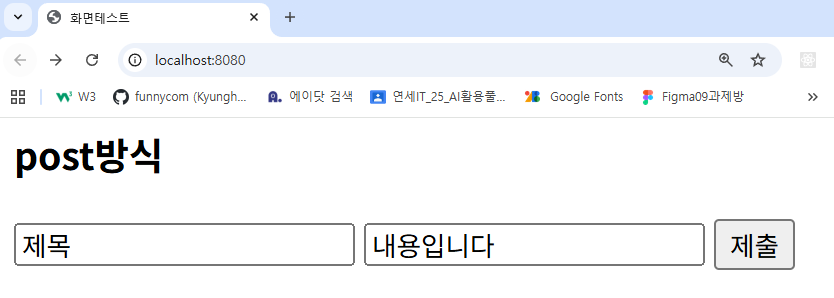 화면테스트
localhost:8080
W3 funnycom (Kyungh... 에이닷 검색 연세IT_25_AI활용풀... Google Fonts Figma09과제방
post방식
제목 내용입니다 제출